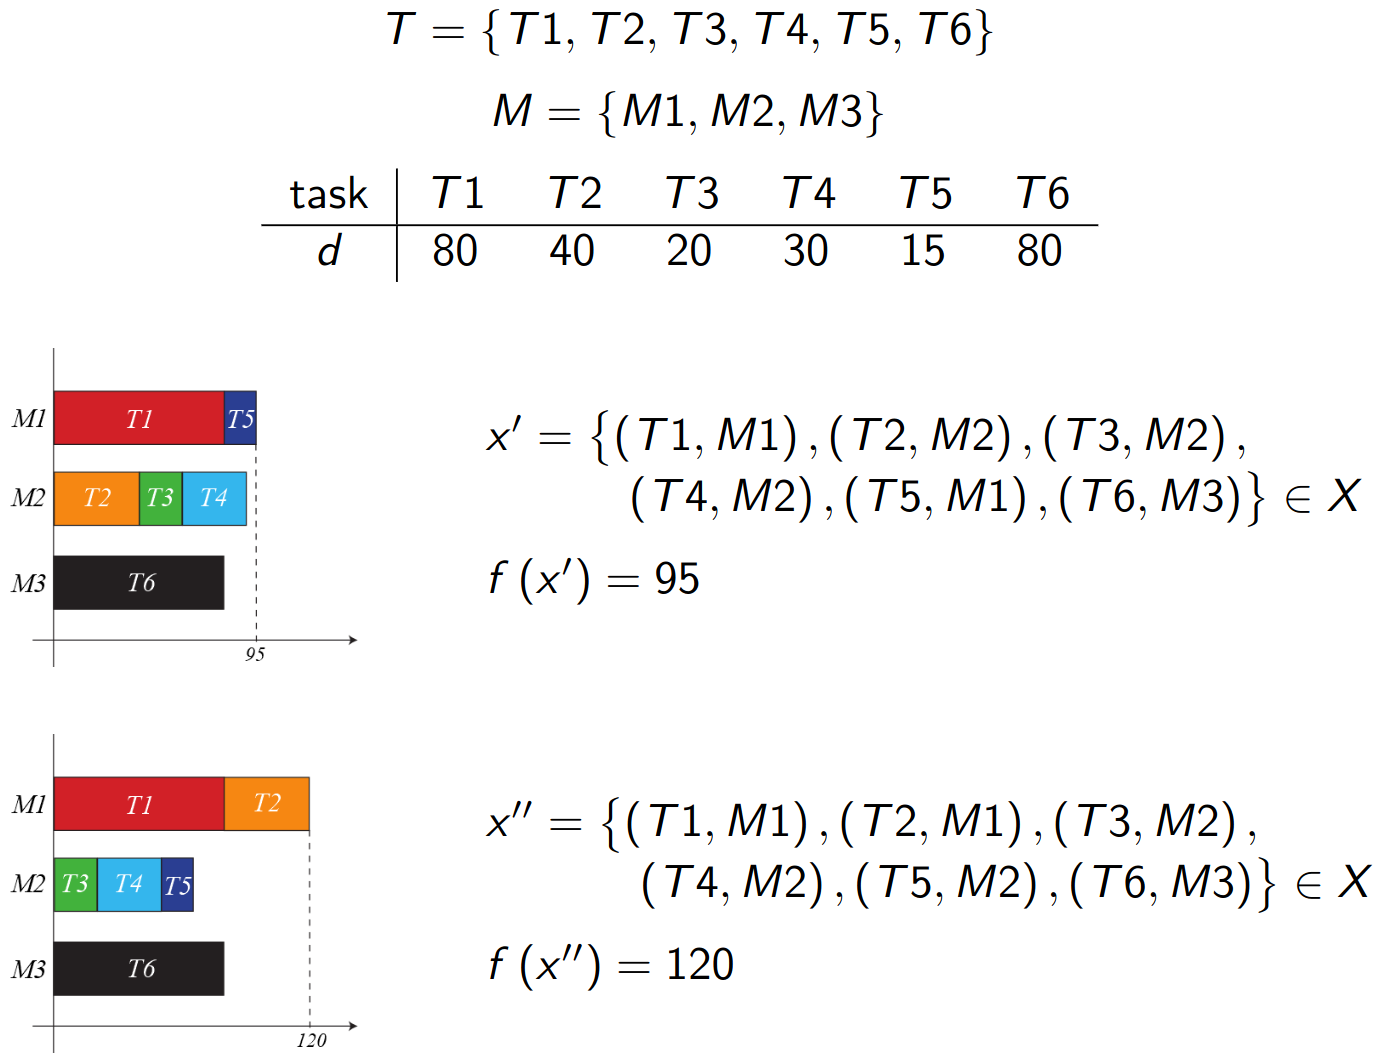 T = {T1, T2, T3, T4, T5, T6}
M = {M1, M2, M3}
task T1 T2 T3 T4 T5 T6
d 80 40 20 30 15 80
M1 T1 T5
M2 T2 T3 T4
M3 T6
95
x′ = {(T1, M1), (T2, M2), (T3, M2),
(T4, M2), (T5, M1), (T6, M3)} ∈ X
f (x′) = 95
M1 T1 T2
M2 T3 T4 T5
M3 T6
120
x″ = {(T1, M1), (T2, M1), (T3, M2),
(T4, M2), (T5, M2), (T6, M3)} ∈ X
f (x″) = 120